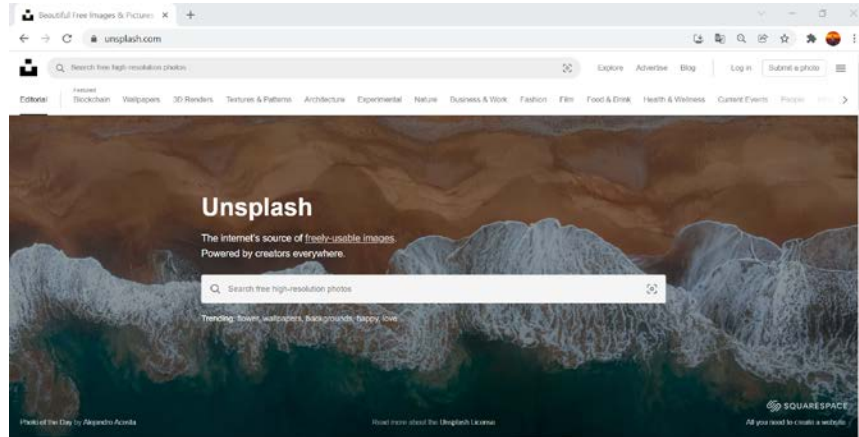 Beautiful Free Images & Pictures
unsplash.com
Search free high-resolution photos
Explore Advertise Blog Log in Submit a photo
Featured
Editorial Blockchain Wallpapers 3D Renders Textures & Patterns Architecture Experimental Nature Business & Work Fashion Film Food & Drink Health & Wellness Current Events People
Unsplash
The internet's source of freely-usable images.
Powered by creators everywhere.
Search free high-resolution photos
Trending: flower, wallpapers, backgrounds, happy, love
SQUARESPACE
Photo of the Day by Alejandro Acosta Read more about the Unsplash License All you need to create a website